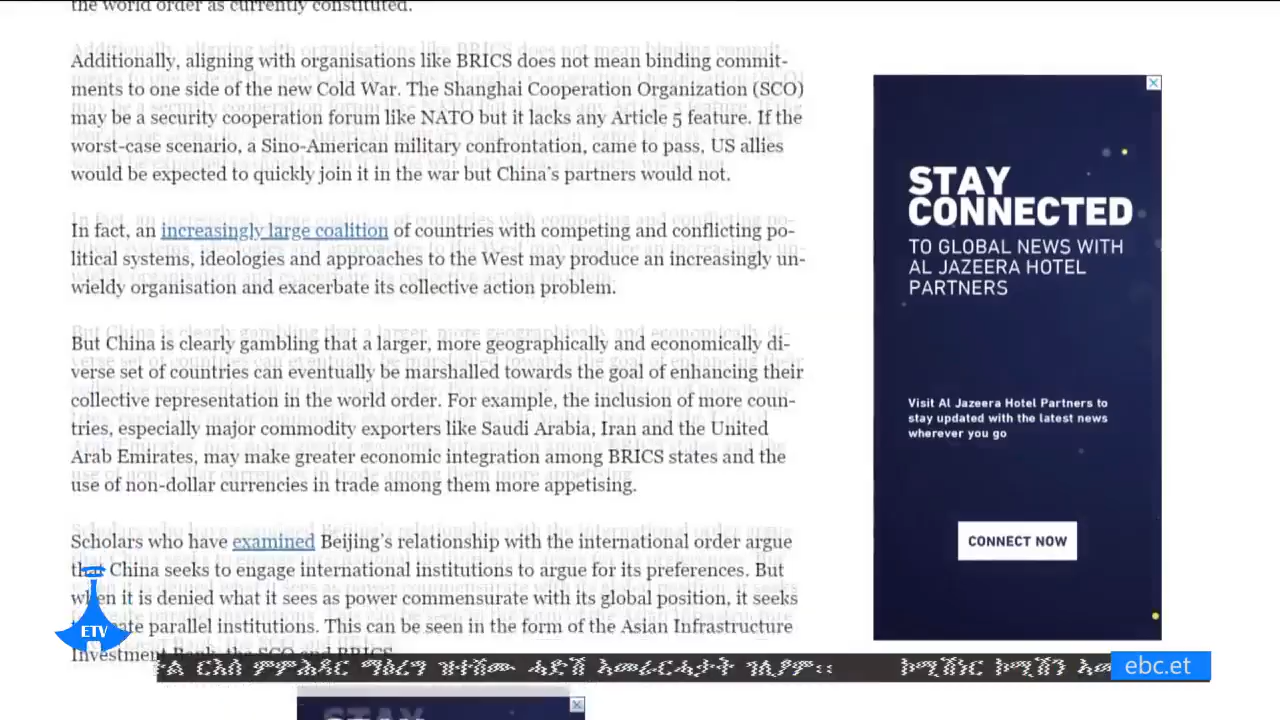 the world order as currently constituted.
Additionally, aligning with organisations like BRICS does not mean binding commit-
ments to one side of the new Cold War. The Shanghai Cooperation Organization (SCO)
may be a security cooperation forum like NATO but it lacks any Article 5 feature. If the
worst-case scenario, a Sino-American military confrontation, came to pass, US allies
would be expected to quickly join it in the war but China's partners would not.
In fact, an increasingly large coalition of countries with competing and conflicting po-
litical systems, ideologies and approaches to the West may produce an increasingly un-
wieldy organisation and exacerbate its collective action problem.
But China is clearly gambling that a larger, more geographically and economically di-
verse set of countries can eventually be marshalled towards the goal of enhancing their
collective representation in the world order. For example, the inclusion of more coun-
tries, especially major commodity exporters like Saudi Arabia, Iran and the United
Arab Emirates, may make greater economic integration among BRICS states and the
use of non-dollar currencies in trade among them more appetising.
Scholars who have examined Beijing's relationship with the international order argue
that China seeks to engage international institutions to argue for its preferences. But
when it is denied what it sees as power commensurate with its global position, it seeks
ate parallel institutions. This can be seen in the form of the Asian Infrastructure
Investment Bank, the SCO and BRICS.
STAY
CONNECTED
TO GLOBAL NEWS WITH
AL JAZEERA HOTEL
PARTNERS
Visit Al Jazeera Hotel Partners to
stay updated with the latest news
wherever you go
CONNECT NOW
ETV
ebc.et
STAY